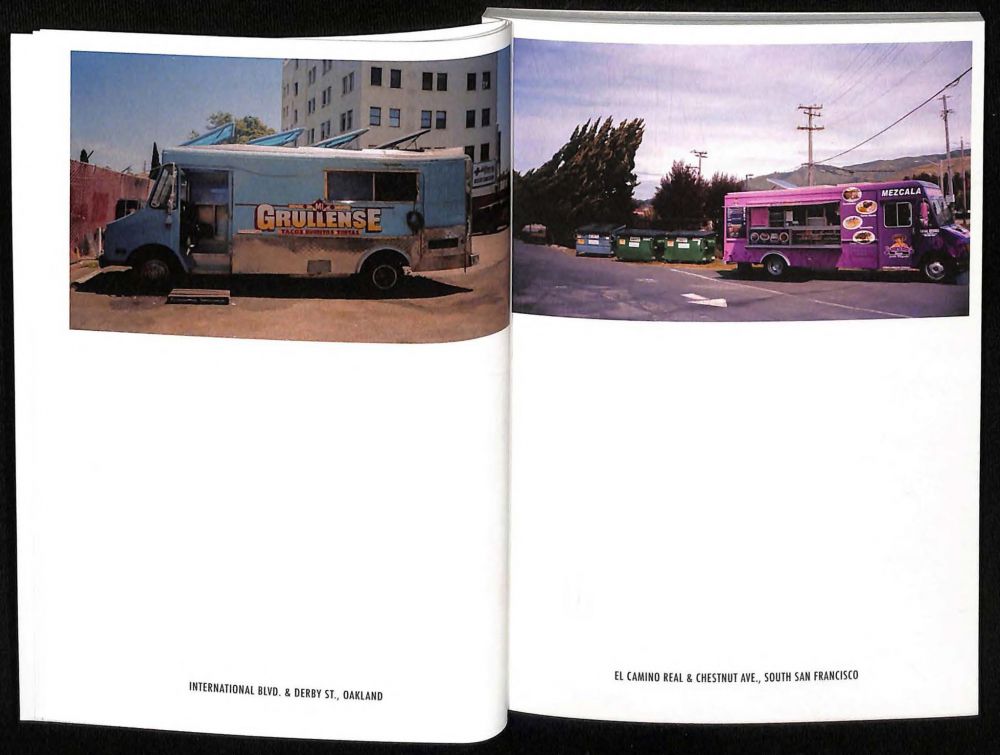 MI
GRULLENSE
TACOS BURRITOS TORTAS
MEZCALA
INTERNATIONAL BLVD. & DERBY ST., OAKLAND
EL CAMINO REAL & CHESTNUT AVE., SOUTH SAN FRANCISCO